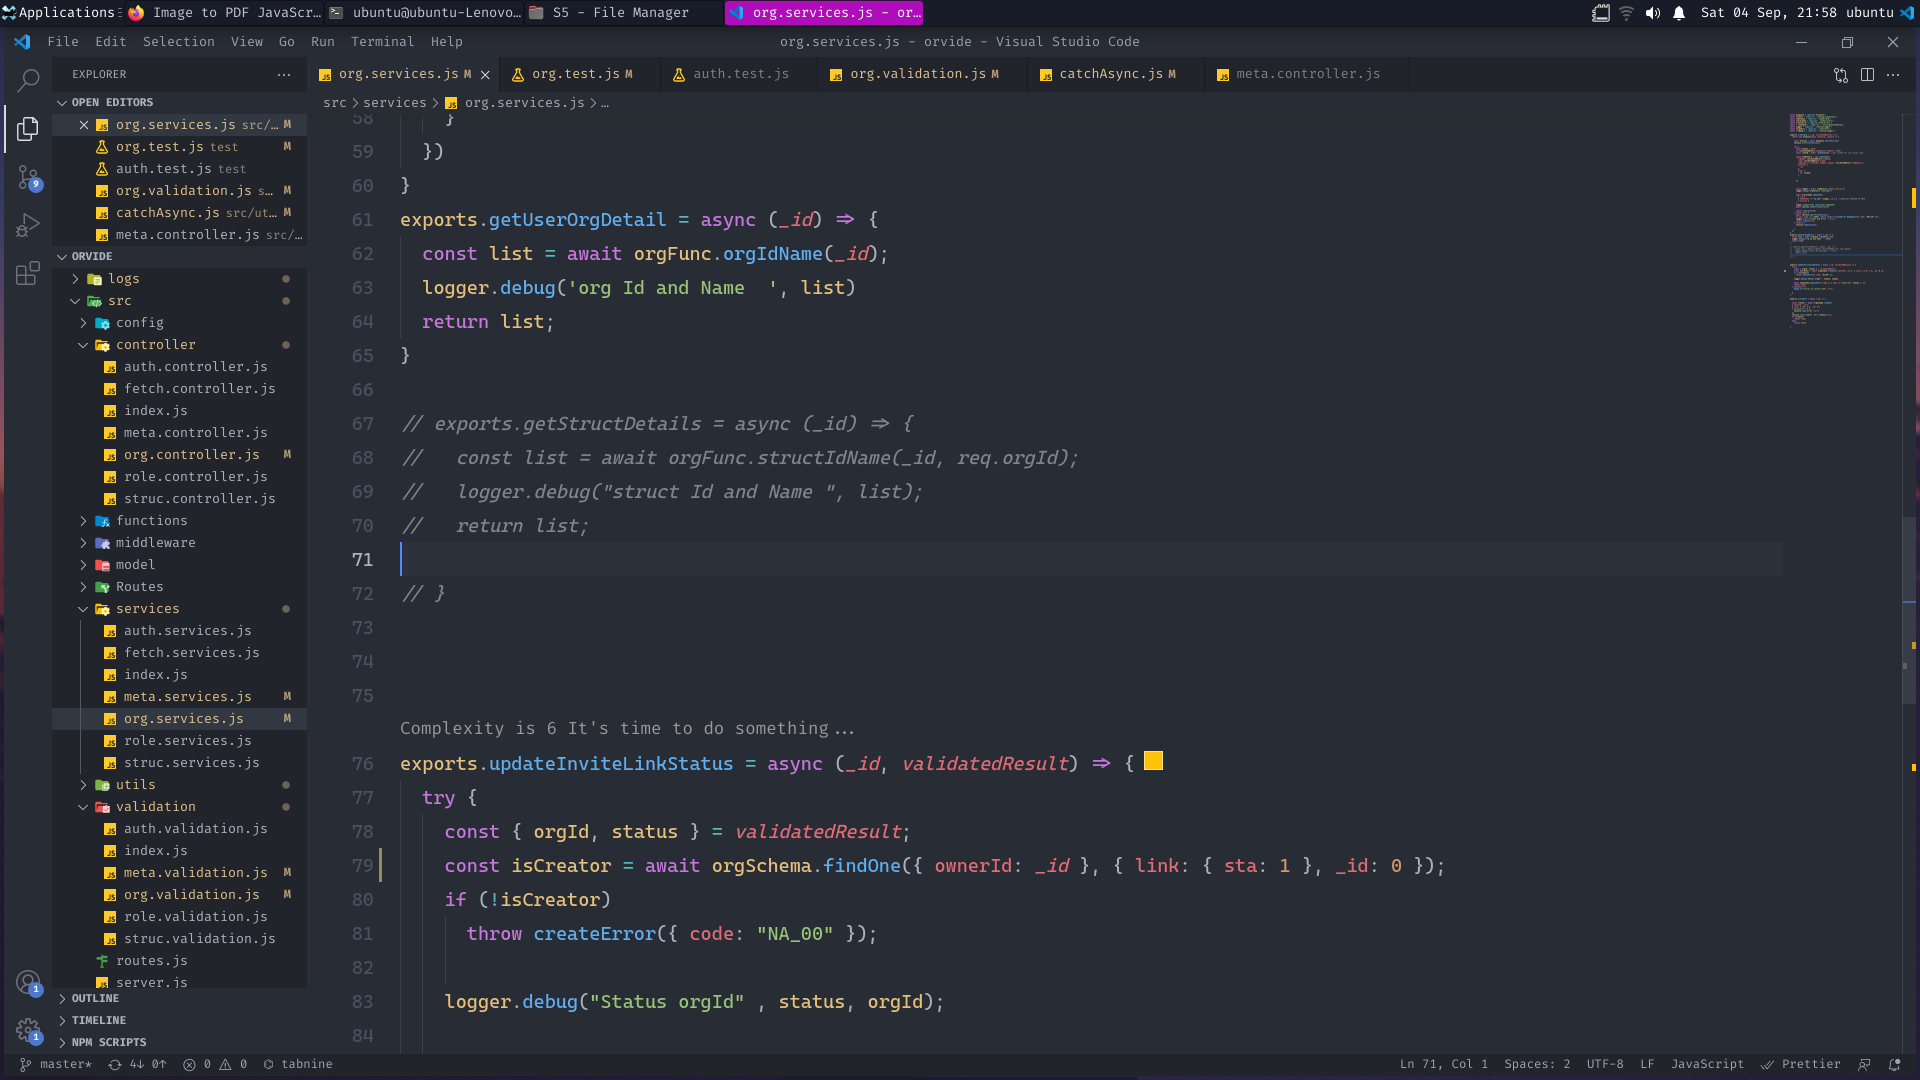 Applications
Image to PDF JavaScr...
ubuntu@ubuntu-Lenovo...
S5 - File Manager
org.services.js - or...
Sat 04 Sep, 21:58
ubuntu
File Edit Selection View Go Run Terminal Help
org.services.js - orvide - Visual Studio Code
EXPLORER
org.services.js M
org.test.js M
auth.test.js
org.validation.js M
catchAsync.js M
meta.controller.js
src > services > org.services.js > ...
OPEN EDITORS
org.services.js src/... M
org.test.js test M
auth.test.js test
org.validation.js s... M
catchAsync.js src/ut... M
meta.controller.js src/...
ORVIDE
logs
src
config
controller
auth.controller.js
fetch.controller.js
index.js
meta.controller.js
org.controller.js M
role.controller.js
struc.controller.js
functions
middleware
model
Routes
services
auth.services.js
fetch.services.js
index.js
meta.services.js M
org.services.js M
role.services.js
struc.services.js
utils
validation
auth.validation.js
index.js
meta.validation.js M
org.validation.js M
role.validation.js
struc.validation.js
routes.js
server.js
OUTLINE
TIMELINE
NPM SCRIPTS
9
1
1
58 }
59 })
60 }
61 exports.getUserOrgDetail = async (_id) => {
62 const list = await orgFunc.orgIdName(_id);
63 logger.debug('org Id and Name  ', list)
64 return list;
65 }
66
67 // exports.getStructDetails = async (_id) => {
68 //   const list = await orgFunc.structIdName(_id, req.orgId);
69 //   logger.debug("struct Id and Name ", list);
70 //   return list;
71
72 // }
73
74
75
Complexity is 6 It's time to do something...
76 exports.updateInviteLinkStatus = async (_id, validatedResult) => {
77 try {
78 const { orgId, status } = validatedResult;
79 const isCreator = await orgSchema.findOne({ ownerId: _id }, { link: { sta: 1 }, _id: 0 });
80 if (!isCreator)
81 throw createError({ code: "NA_00" });
82
83 logger.debug("Status orgId" , status, orgId);
84
master* 4↓ 0↑ 0 0 tabnine
Ln 71, Col 1 Spaces: 2 UTF-8 LF JavaScript Prettier